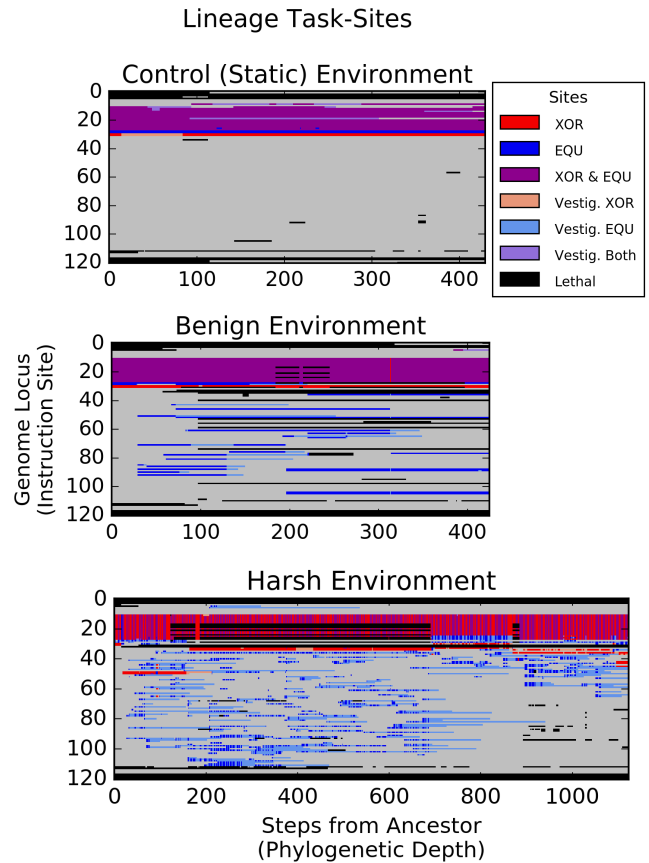 Lineage Task-Sites
Control (Static) Environment
0
20
40
60
80
100
120
0 100 200 300 400
Sites
XOR
EQU
XOR & EQU
Vestig. XOR
Vestig. EQU
Vestig. Both
Lethal
Benign Environment
Genome Locus
(Instruction Site)
0
20
40
60
80
100
120
0 100 200 300 400
Harsh Environment
0
20
40
60
80
100
120
0 200 400 600 800 1000
Steps from Ancestor
(Phylogenetic Depth)